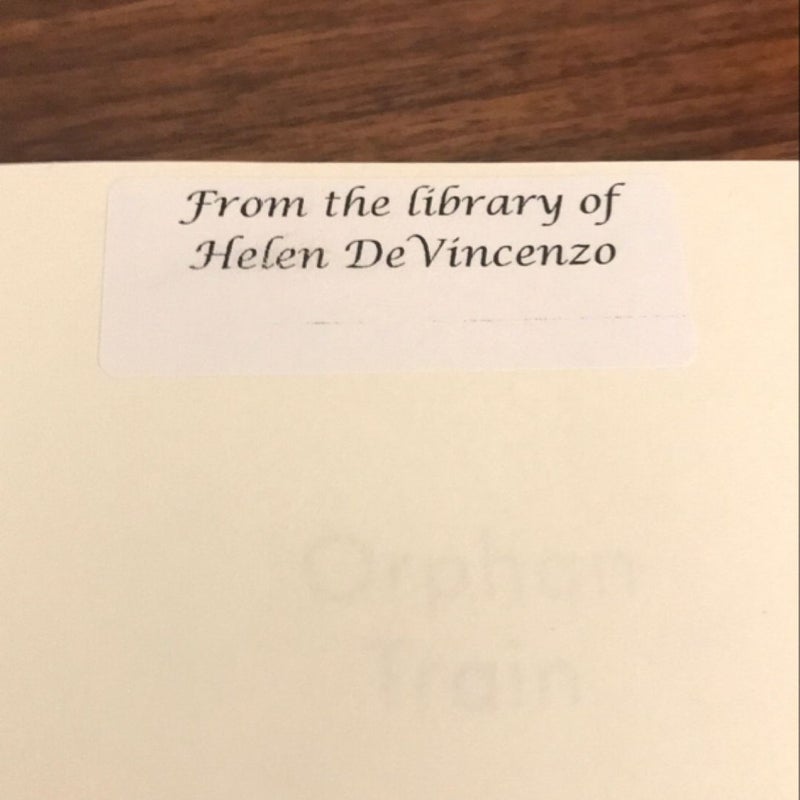 From the library of
Helen DeVincenzo
Orphan
Train